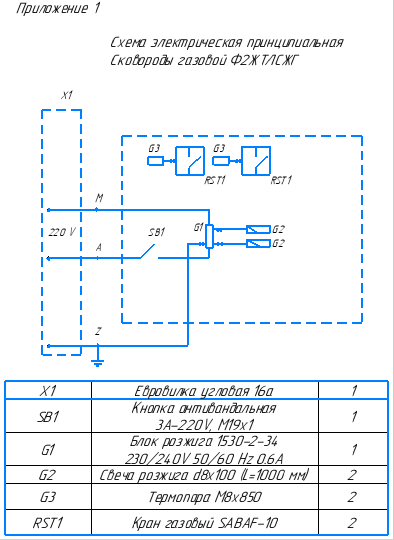 Приложение 1
Схема электрическая принципиальная
Сковороды газовой Ф2ЖТЛСЖГ
X1
G3
G3
RST1
RST1
M
220 V
A
SB1
G1
G2
G2
Z
X1 Евровилка угловая 16а 1
SB1 Кнопка антивандальная
3А-220V, М19х1 1
G1 Блок розжига 1530-2-34
230/240V 50/60 Hz 0.6A 1
G2 Свеча розжига d8x100 (L=1000 мм) 2
G3 Термопара М8х850 2
RST1 Кран газовый SABAF-10 2